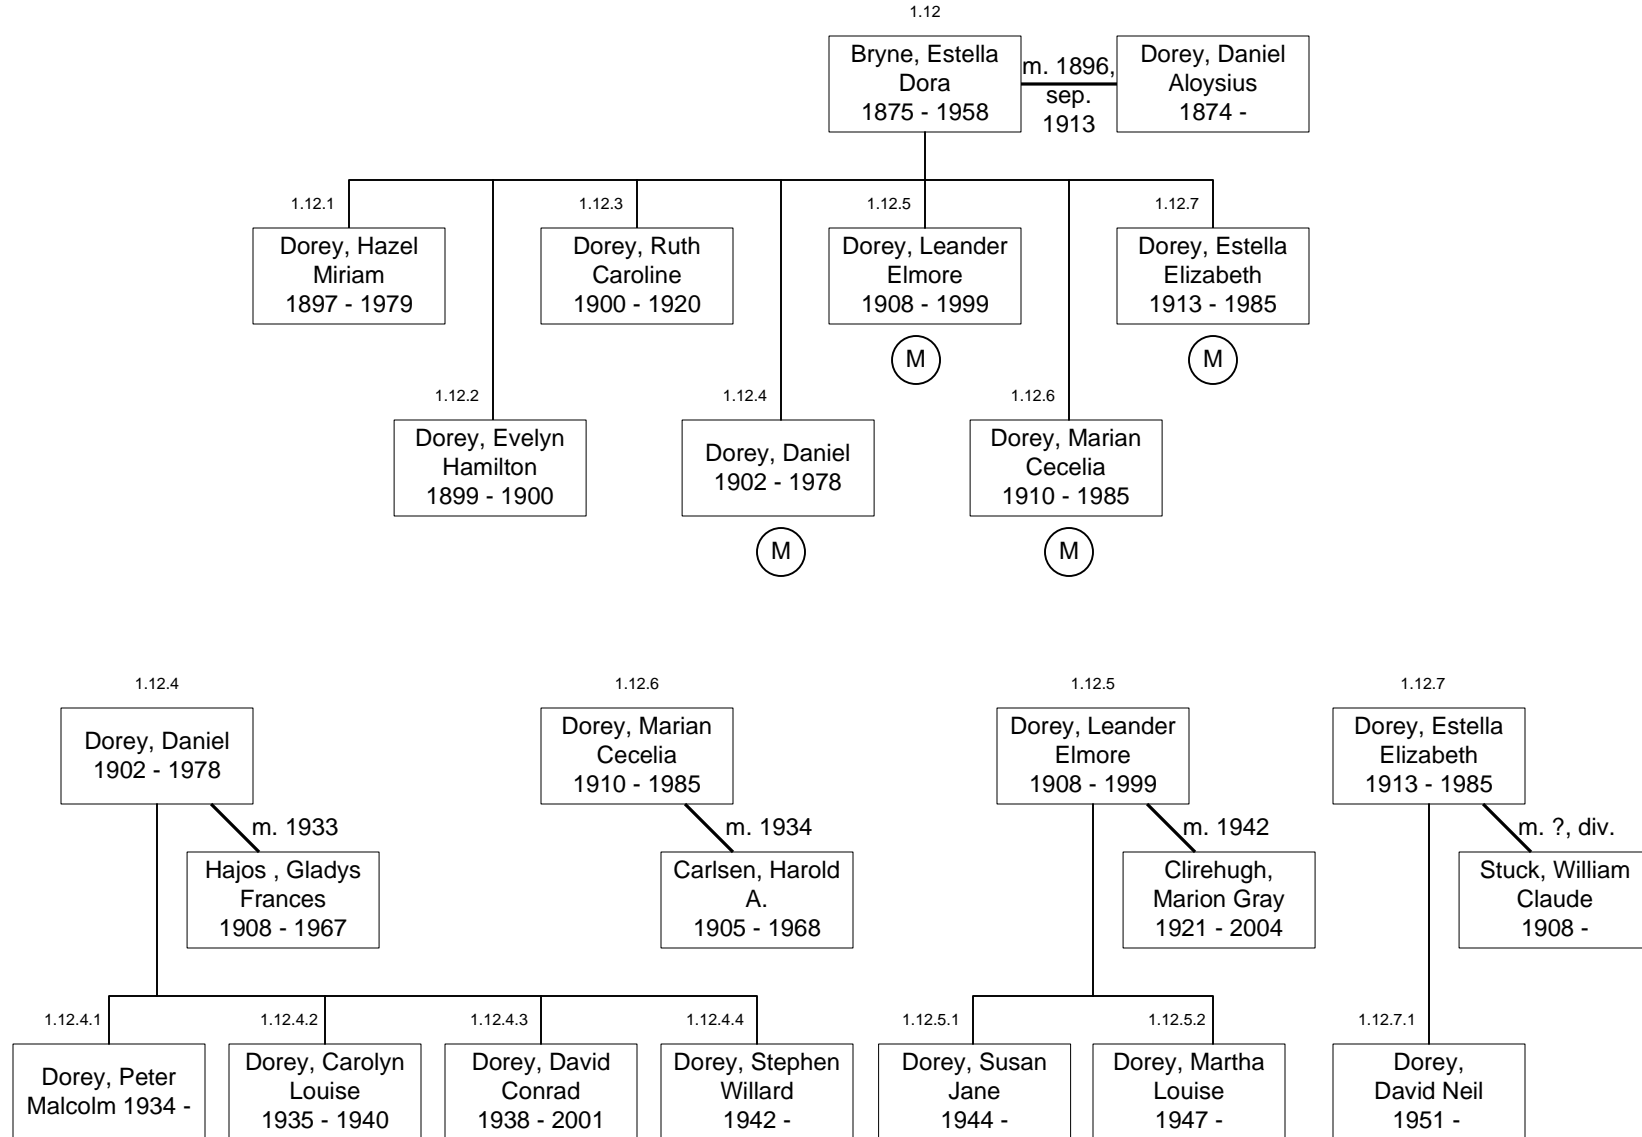 1.12
Bryne, Estella
Dora
1875 - 1958
m. 1896,
sep.
1913
Dorey, Daniel
Aloysius
1874 -
1.12.1
Dorey, Hazel
Miriam
1897 - 1979
1.12.3
Dorey, Ruth
Caroline
1900 - 1920
1.12.5
Dorey, Leander
Elmore
1908 - 1999
M
1.12.7
Dorey, Estella
Elizabeth
1913 - 1985
M
1.12.2
Dorey, Evelyn
Hamilton
1899 - 1900
1.12.4
Dorey, Daniel
1902 - 1978
M
1.12.6
Dorey, Marian
Cecelia
1910 - 1985
M
1.12.4
Dorey, Daniel
1902 - 1978
m. 1933
Hajos , Gladys
Frances
1908 - 1967
1.12.6
Dorey, Marian
Cecelia
1910 - 1985
m. 1934
Carlsen, Harold
A.
1905 - 1968
1.12.5
Dorey, Leander
Elmore
1908 - 1999
m. 1942
Clirehugh,
Marion Gray
1921 - 2004
1.12.7
Dorey, Estella
Elizabeth
1913 - 1985
m. ?, div.
Stuck, William
Claude
1908 -
1.12.4.1
Dorey, Peter
Malcolm 1934 -
1.12.4.2
Dorey, Carolyn
Louise
1935 - 1940
1.12.4.3
Dorey, David
Conrad
1938 - 2001
1.12.4.4
Dorey, Stephen
Willard
1942 -
1.12.5.1
Dorey, Susan
Jane
1944 -
1.12.5.2
Dorey, Martha
Louise
1947 -
1.12.7.1
Dorey,
David Neil
1951 -